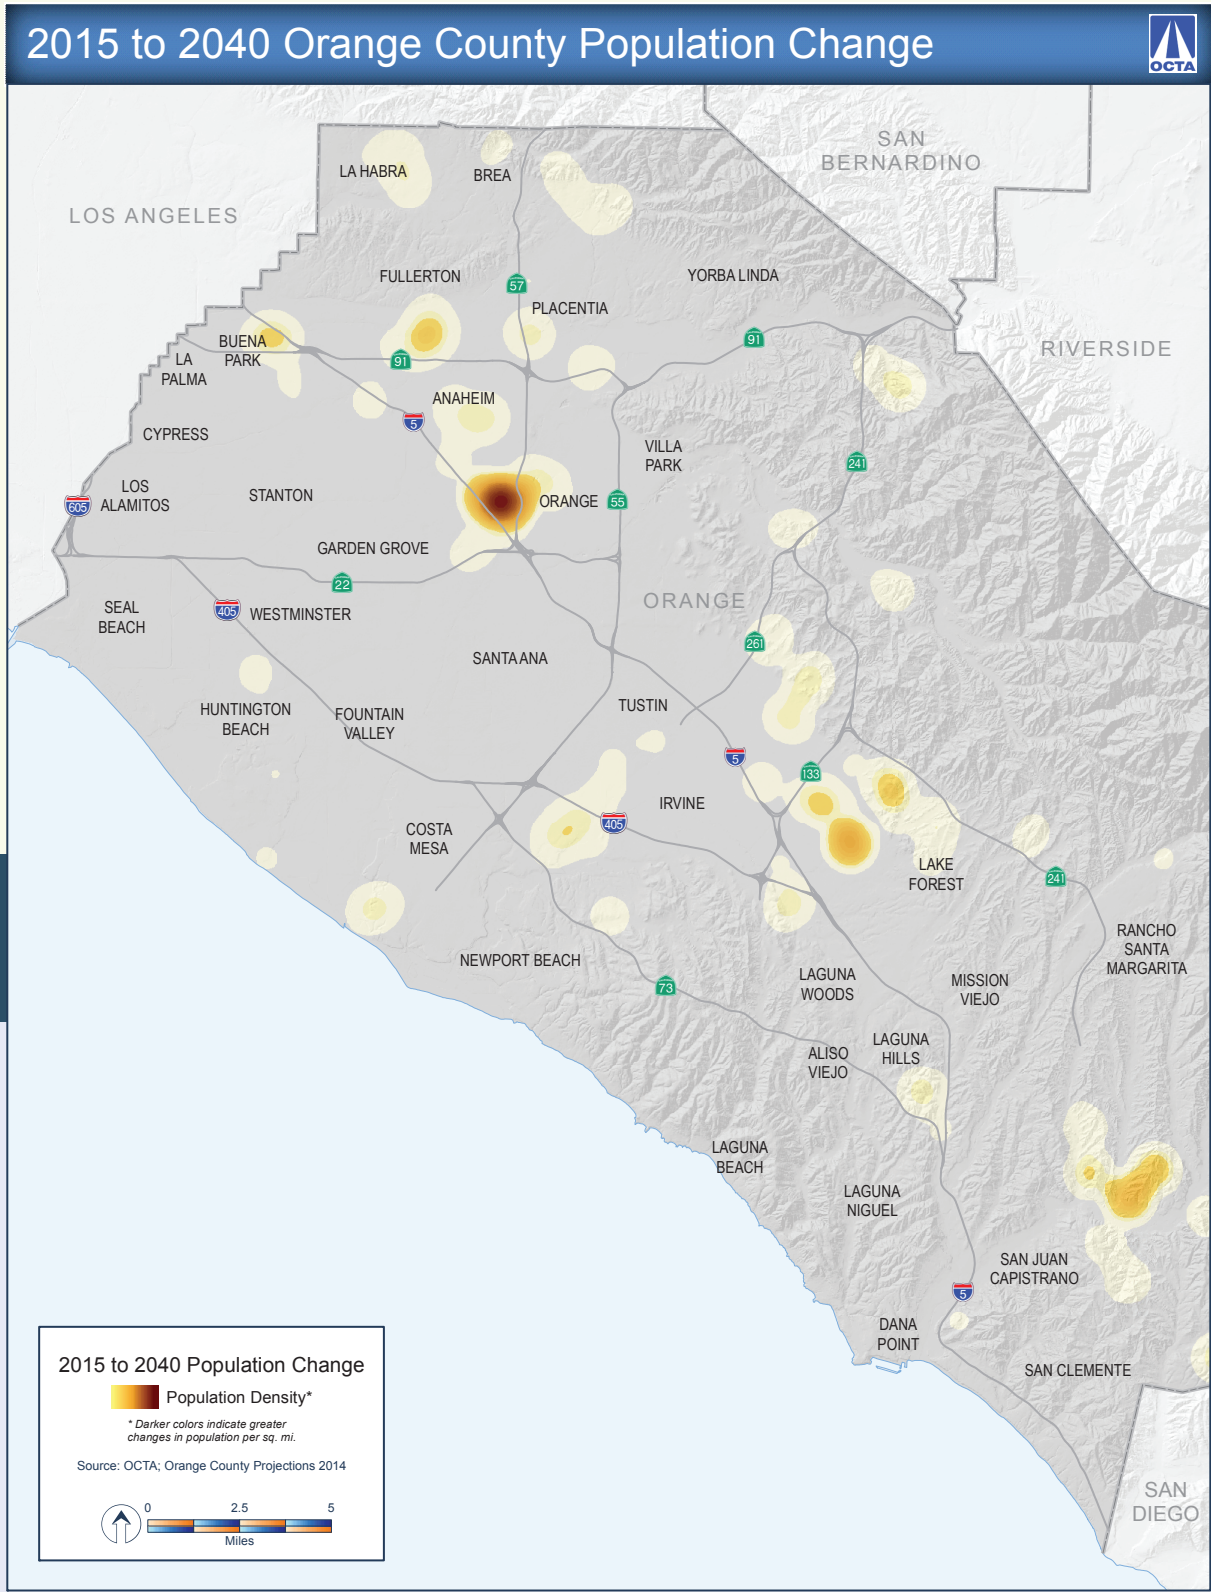 2015 to 2040 Orange County Population Change
OCTA
SAN
BERNARDINO
LOS ANGELES
LA HABRA
BREA
FULLERTON
57
YORBA LINDA
PLACENTIA
BUENA
PARK
91
91
RIVERSIDE
LA
PALMA
ANAHEIM
5
CYPRESS
VILLA
PARK
241
LOS
ALAMITOS
STANTON
605
ORANGE
55
GARDEN GROVE
22
ORANGE
SEAL
BEACH
405
WESTMINSTER
261
SANTA ANA
HUNTINGTON
BEACH
FOUNTAIN
VALLEY
TUSTIN
5
133
IRVINE
405
COSTA
MESA
LAKE
FOREST
241
RANCHO
SANTA
MARGARITA
NEWPORT BEACH
73
LAGUNA
WOODS
MISSION
VIEJO
LAGUNA
HILLS
ALISO
VIEJO
LAGUNA
BEACH
LAGUNA
NIGUEL
SAN JUAN
CAPISTRANO
5
DANA
POINT
SAN CLEMENTE
SAN
DIEGO
2015 to 2040 Population Change
Population Density*
* Darker colors indicate greater
changes in population per sq. mi.
Source: OCTA; Orange County Projections 2014
0 2.5 5
Miles